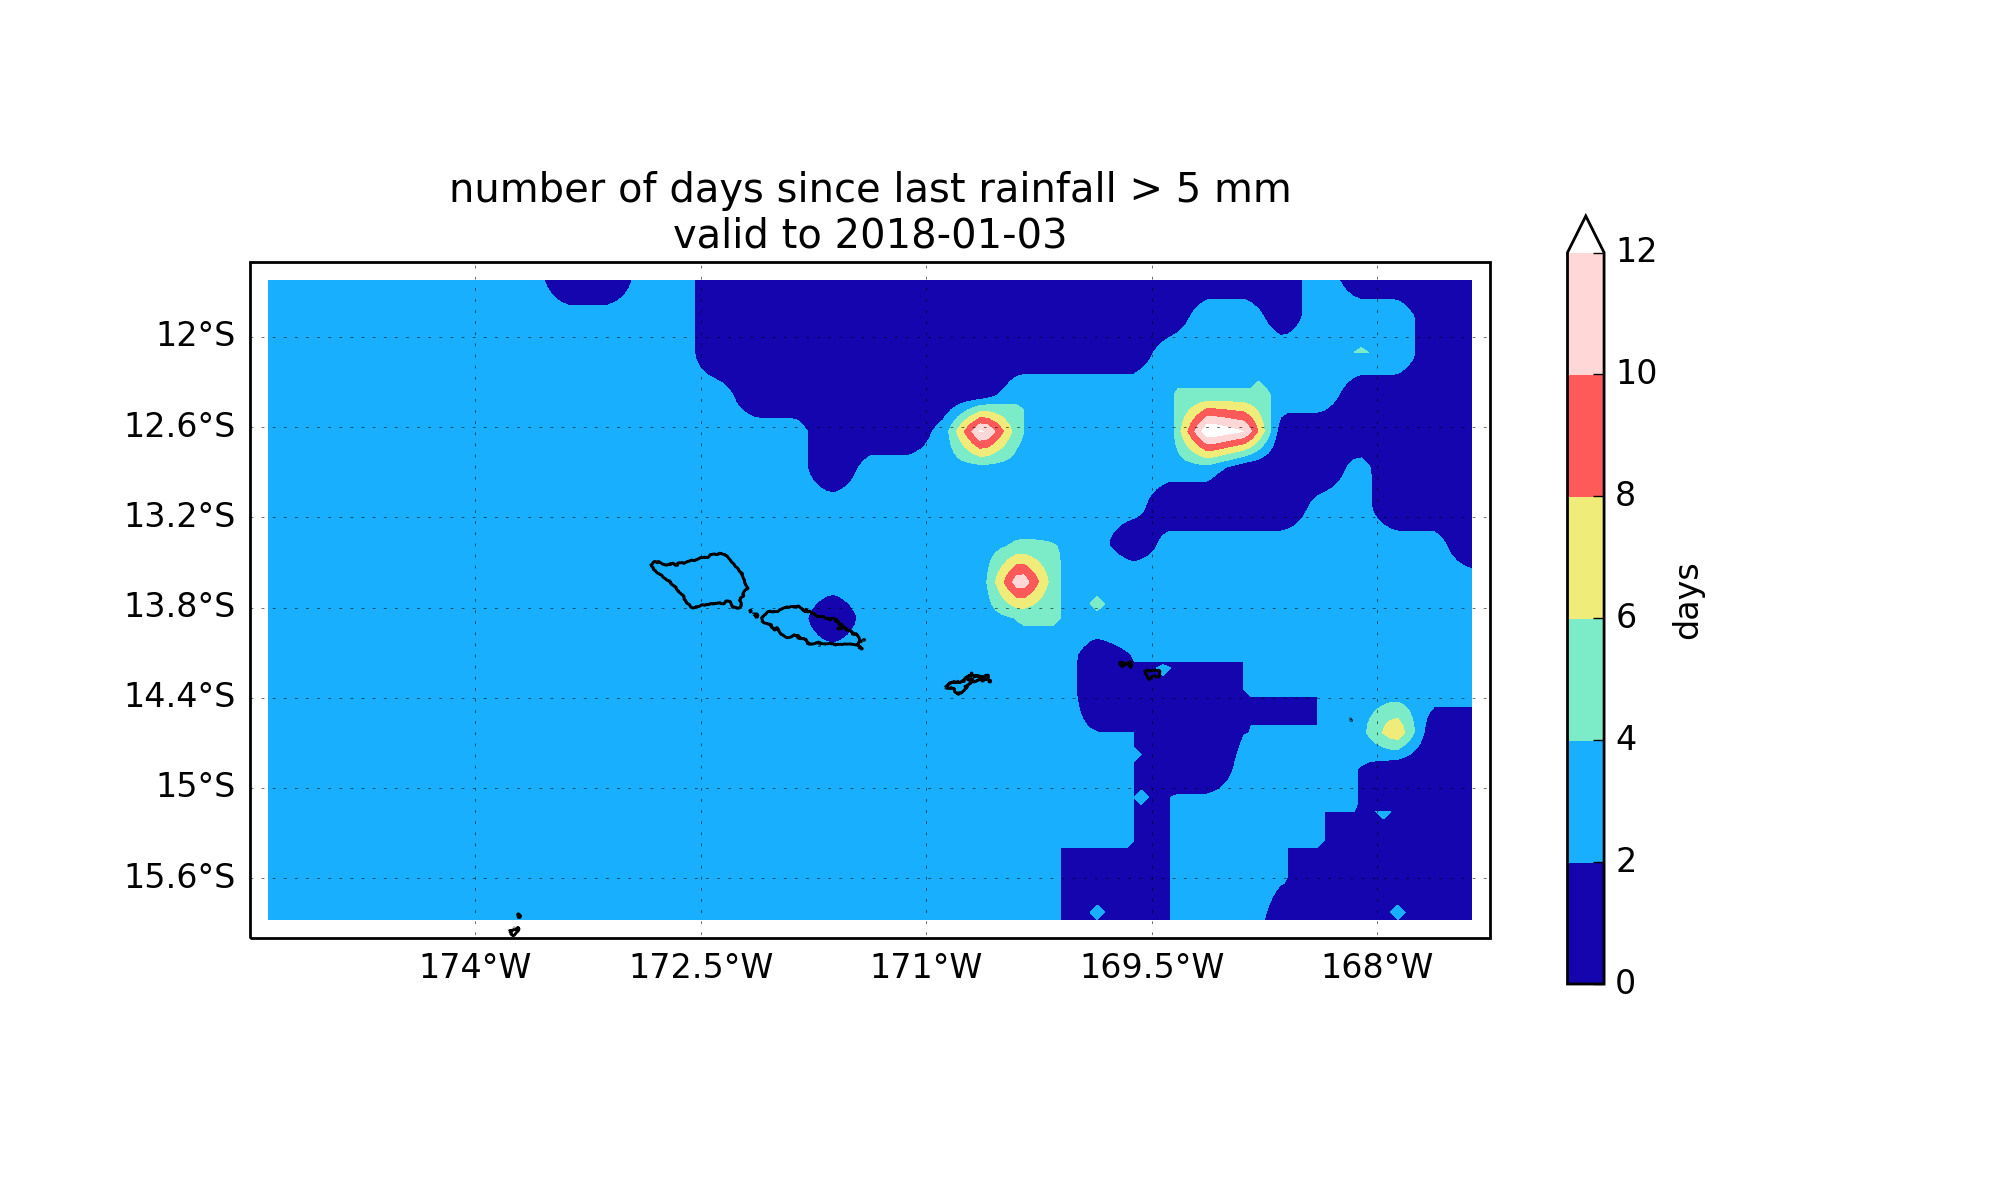 number of days since last rainfall > 5 mm
valid to 2018-01-03
12°S
12.6°S
13.2°S
13.8°S
14.4°S
15°S
15.6°S
174°W 172.5°W 171°W 169.5°W 168°W
12
10
8
6
4
2
0
days